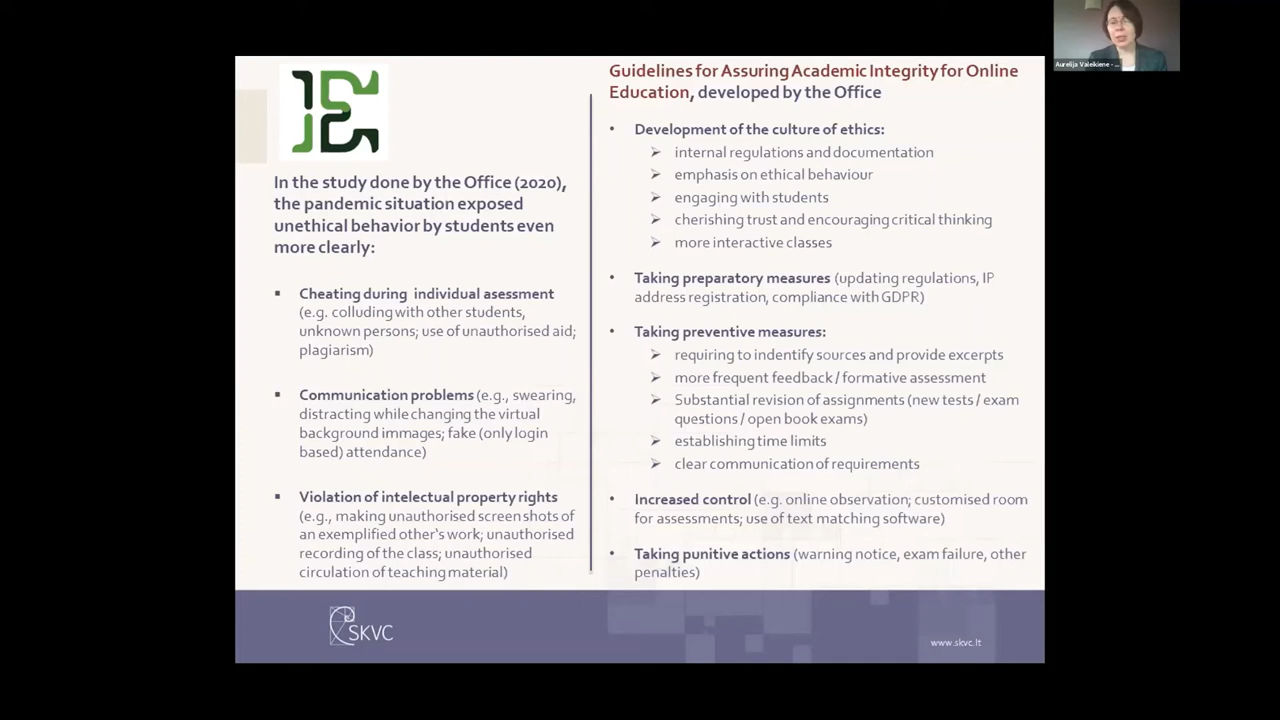 Aurelija Valeikiene - ...
In the study done by the Office (2020),
the pandemic situation exposed
unethical behavior by students even
more clearly:
▪ Cheating during individual asessment
(e.g. colluding with other students,
unknown persons; use of unauthorised aid;
plagiarism)
▪ Communication problems (e.g., swearing,
distracting while changing the virtual
background immages; fake (only login
based) attendance)
▪ Violation of intelectual property rights
(e.g., making unauthorised screen shots of
an exemplified other's work; unauthorised
recording of the class; unauthorised
circulation of teaching material)
Guidelines for Assuring Academic Integrity for Online
Education, developed by the Office
• Development of the culture of ethics:
➢ internal regulations and documentation
➢ emphasis on ethical behaviour
➢ engaging with students
➢ cherishing trust and encouraging critical thinking
➢ more interactive classes
• Taking preparatory measures (updating regulations, IP
address registration, compliance with GDPR)
• Taking preventive measures:
➢ requiring to indentify sources and provide excerpts
➢ more frequent feedback / formative assessment
➢ Substantial revision of assignments (new tests / exam
questions / open book exams)
➢ establishing time limits
➢ clear communication of requirements
• Increased control (e.g. online observation; customised room
for assessments; use of text matching software)
• Taking punitive actions (warning notice, exam failure, other
penalties)
SKVC
www.skvc.lt